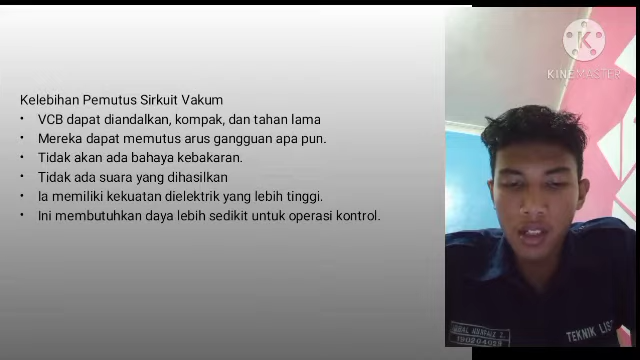 Kelebihan Pemutus Sirkuit Vakum
• VCB dapat diandalkan, kompak, dan tahan lama
• Mereka dapat memutus arus gangguan apa pun.
• Tidak akan ada bahaya kebakaran.
• Tidak ada suara yang dihasilkan
• Ia memiliki kekuatan dielektrik yang lebih tinggi.
• Ini membutuhkan daya lebih sedikit untuk operasi kontrol.
K
KINEMASTER
TEKNIK LIS